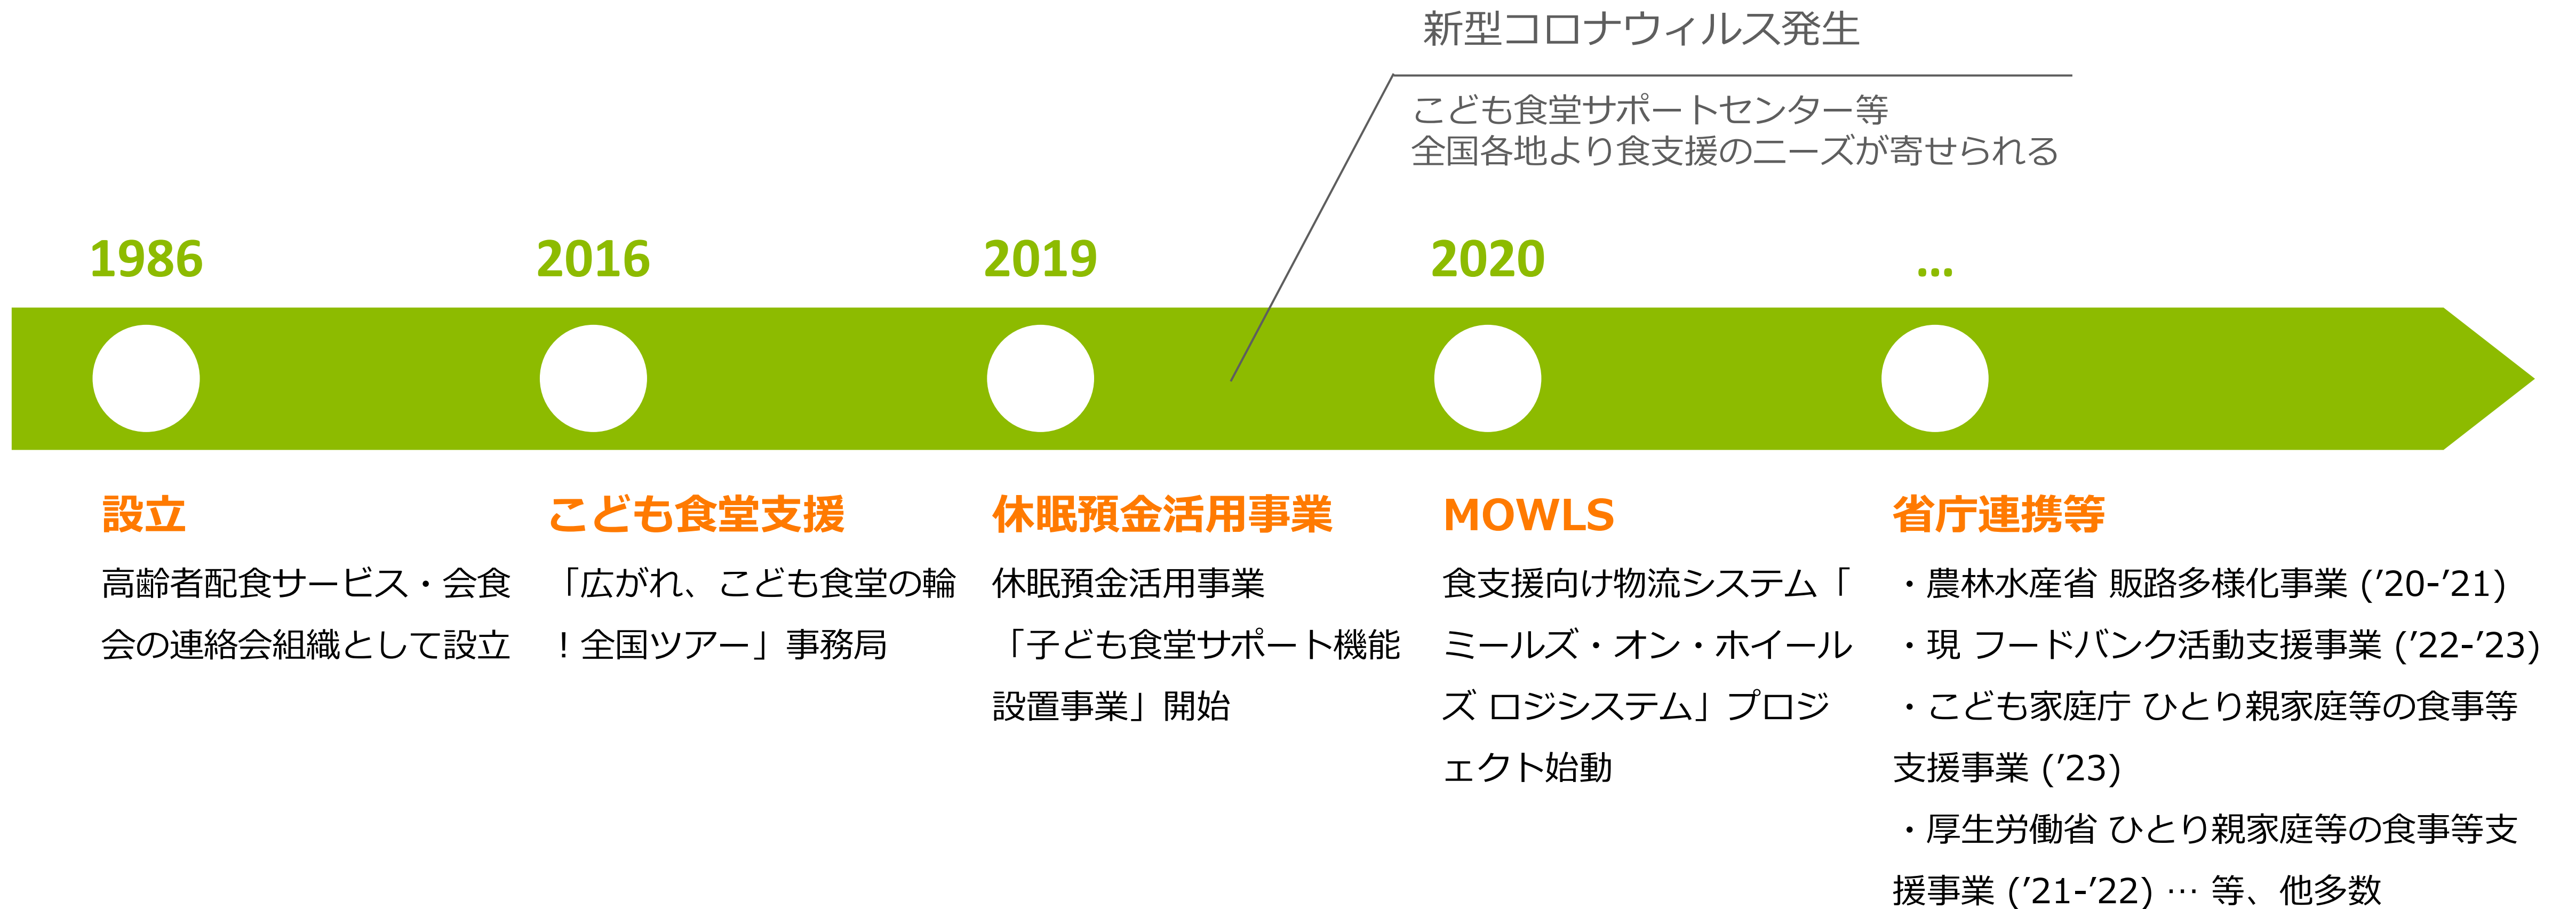 新型コロナウィルス発生
こども食堂サポートセンター等
全国各地より食支援のニーズが寄せられる
1986
2016
2019
2020
…
設立
高齢者配食サービス・会食
会の連絡会組織として設立
こども食堂支援
「広がれ、こども食堂の輪
！全国ツアー」事務局
休眠預金活用事業
休眠預金活用事業
「子ども食堂サポート機能
設置事業」開始
MOWLS
食支援向け物流システム「
ミールズ・オン・ホイール
ズ ロジシステム」プロジ
ェクト始動
省庁連携等
・農林水産省 販路多様化事業 (’20-’21)
・現 フードバンク活動支援事業 (’22-’23)
・こども家庭庁 ひとり親家庭等の食事等
支援事業 (’23)
・厚生労働省 ひとり親家庭等の食事等支
援事業 (’21-’22) … 等、他多数